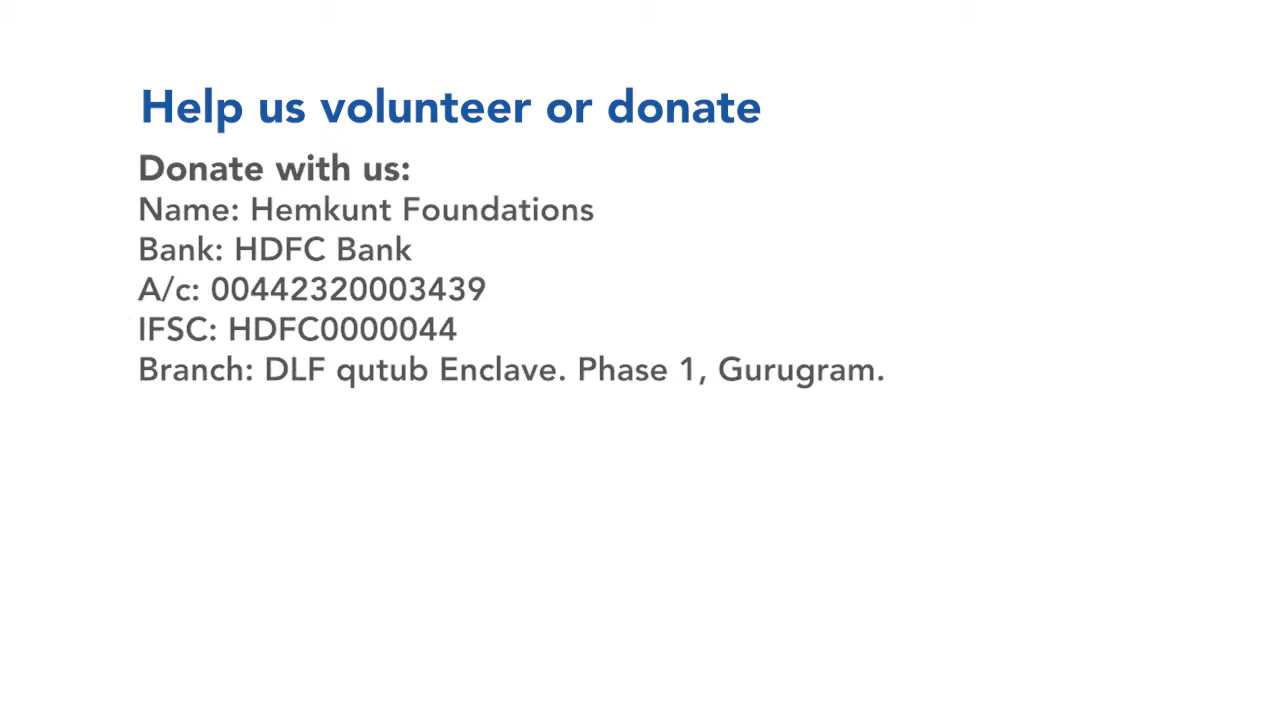 Help us volunteer or donate
Donate with us:
Name: Hemkunt Foundations
Bank: HDFC Bank
A/c: 00442320003439
IFSC: HDFC0000044
Branch: DLF qutub Enclave. Phase 1, Gurugram.